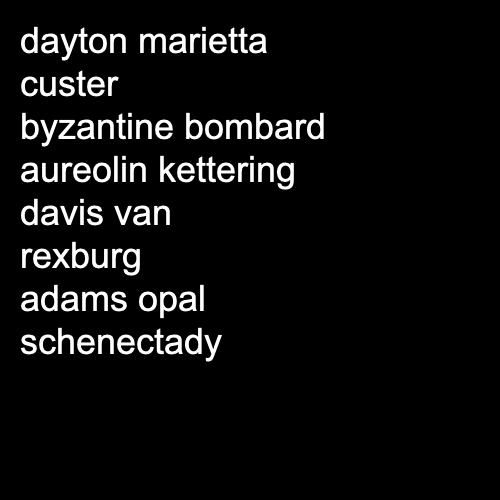 dayton marietta
custer
byzantine bombard
aureolin kettering
davis van
rexburg
adams opal
schenectady